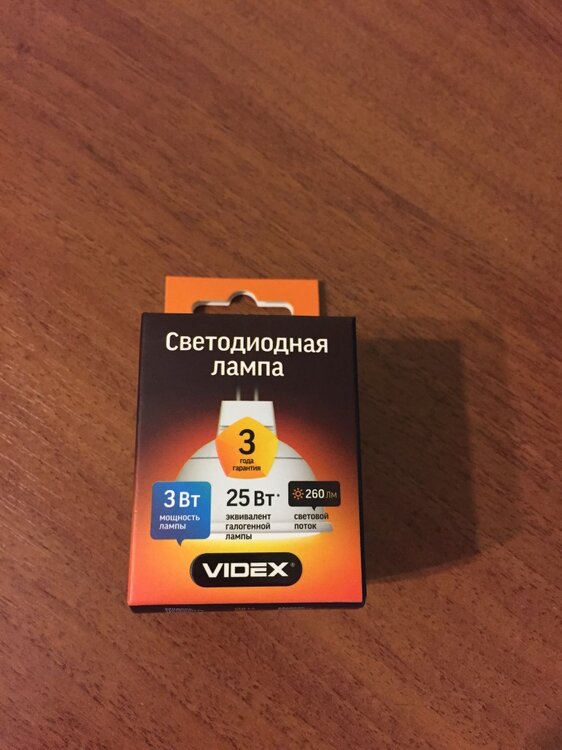 Светодиодная
лампа
3
года
гарантия
3 Вт
мощность
лампы
25 Вт*
эквивалент
галогенной
лампы
260 Лм
световой
поток
VIDEX®